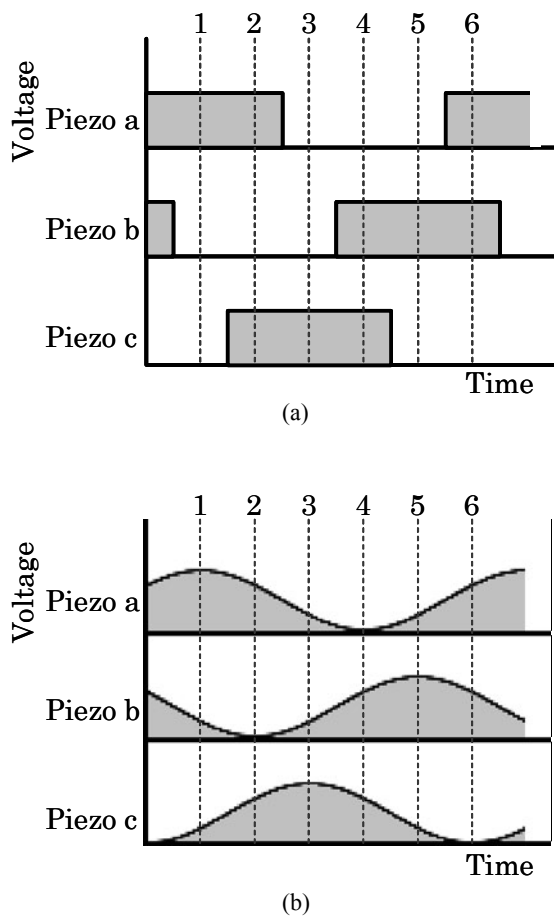 1 2 3 4 5 6
Voltage
Piezo a
Piezo b
Piezo c
Time
(a)
1 2 3 4 5 6
Voltage
Piezo a
Piezo b
Piezo c
Time
(b)